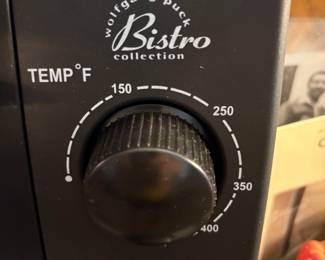 wolfgang puck
Bistro
collection
TEMP°F
150
250
350
400